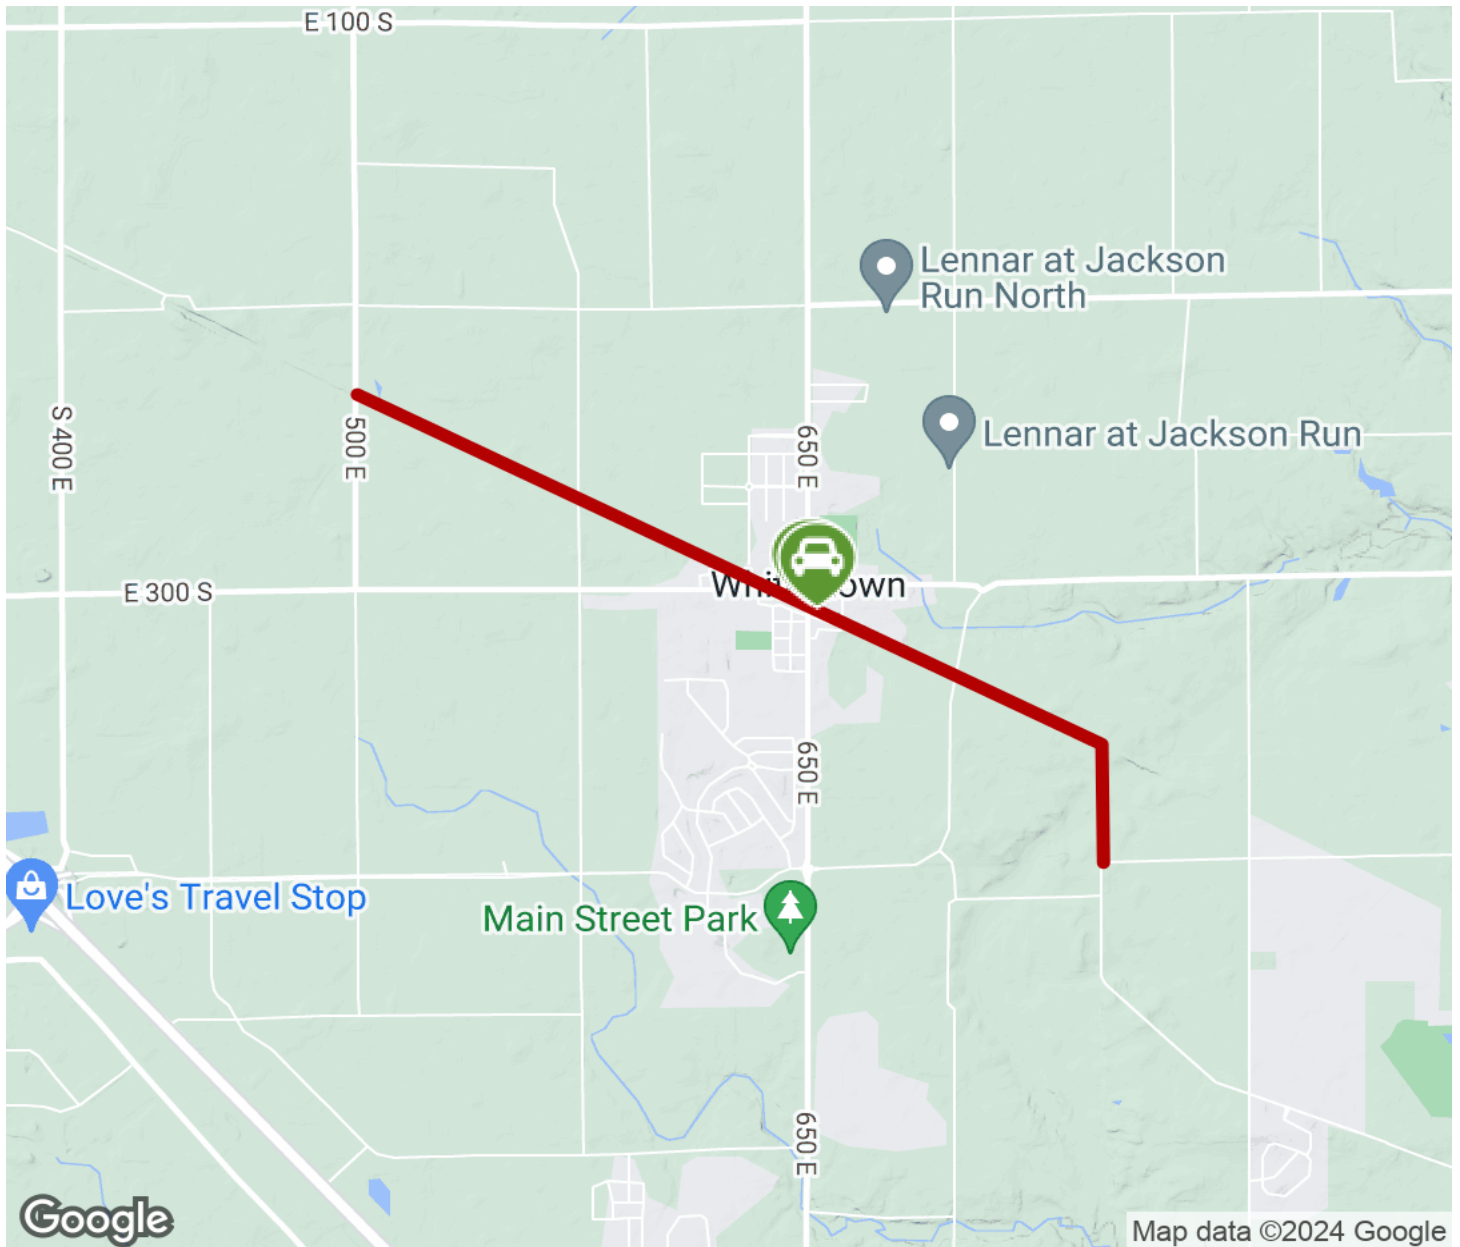 E 100 S
Lennar at Jackson
Run North
S 400 E
500 E
650 E
Lennar at Jackson Run
E 300 S
650 E
Love's Travel Stop
Main Street Park
650 E
Google
Map data ©2024 Google